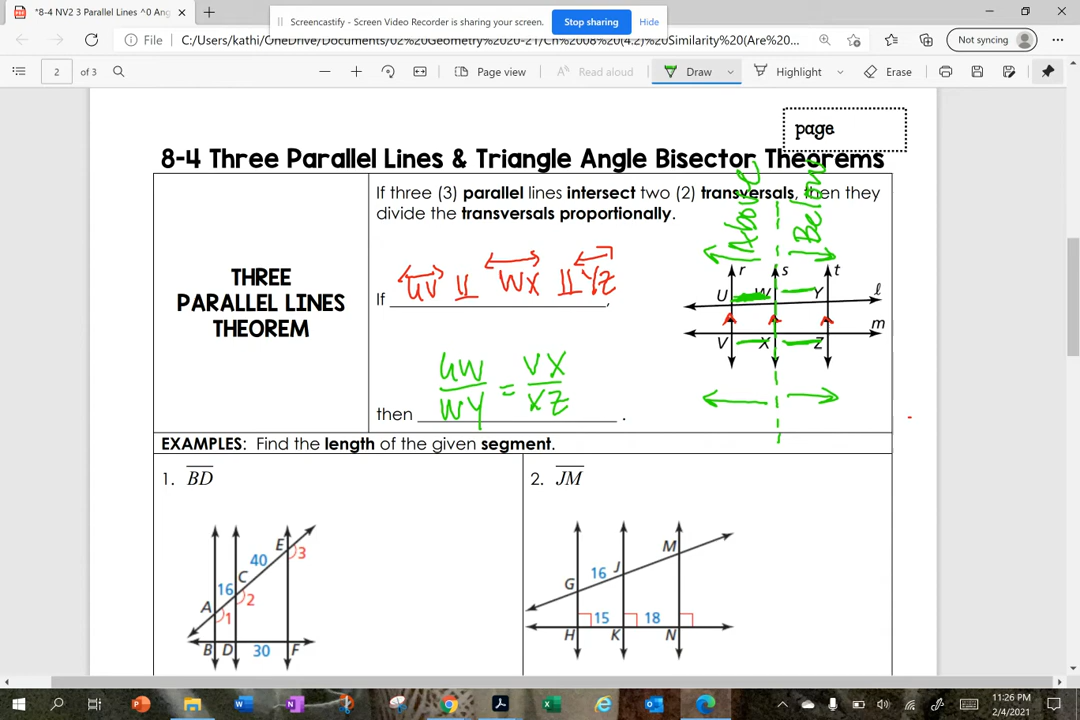 *8-4 NV2 3 Parallel Lines ^0 Ang
Screencastify - Screen Video Recorder is sharing your screen.
Stop sharing
Hide
File
C:/Users/kathi/OneDrive/Documents/02%20Geometry%202020-21/Ch%2008%20(4.2)%20Similarity%20(Are%20...
Not syncing
2
of 3
Page view
Read aloud
Draw
Highlight
Erase
page
8-4 Three Parallel Lines & Triangle Angle Bisector Theorems
THREE
PARALLEL LINES
THEOREM
If three (3) parallel lines intersect two (2) transversals, then they
divide the transversals proportionally.
If UV || WX || YZ,
then UW/WY = VX/XZ.
Above
Below
r
s
t
U
W
Y
l
V
X
Z
m
EXAMPLES: Find the length of the given segment.
1. BD
E
3
40
C
16
2
A
1
B
D
30
F
2. JM
M
J
16
G
15
18
H
K
N
11:26 PM
2/4/2021